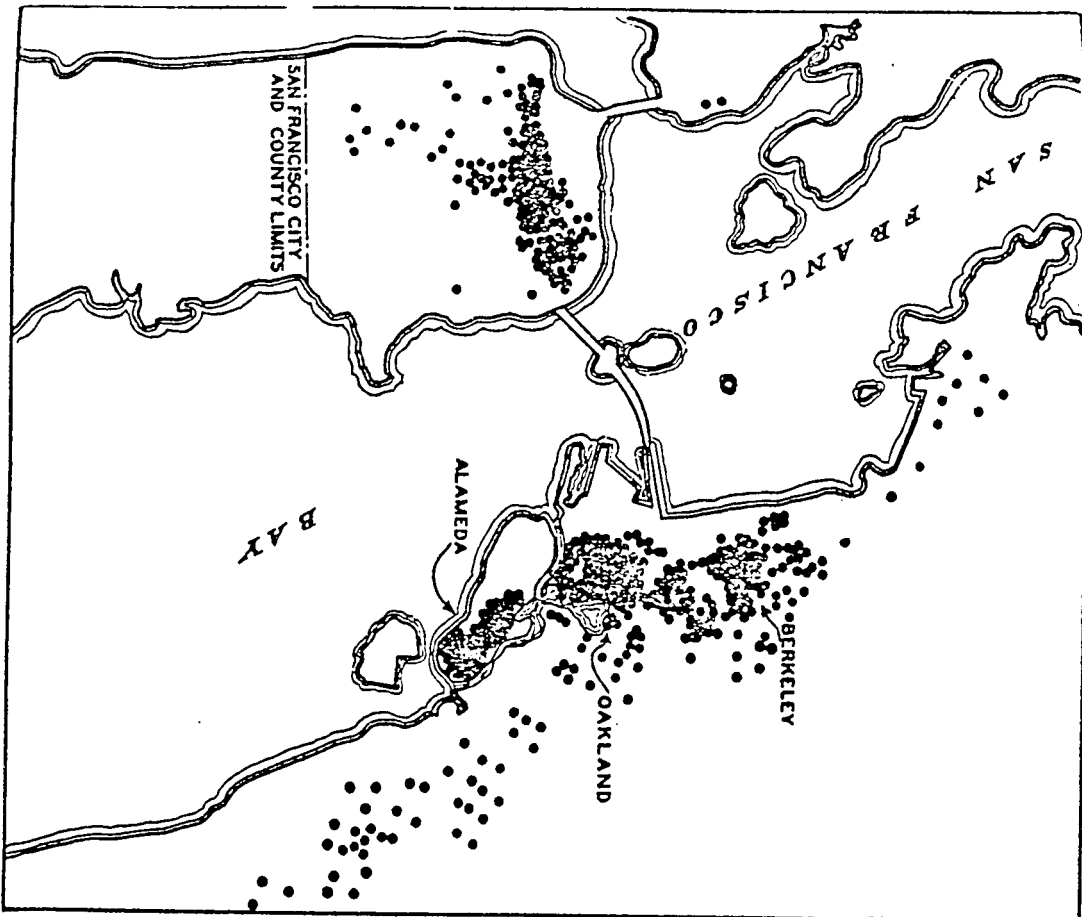 SAN FRANCISCO
BAY
SAN FRANCISCO CITY
AND COUNTY LIMITS
ALAMEDA
OAKLAND
BERKELEY